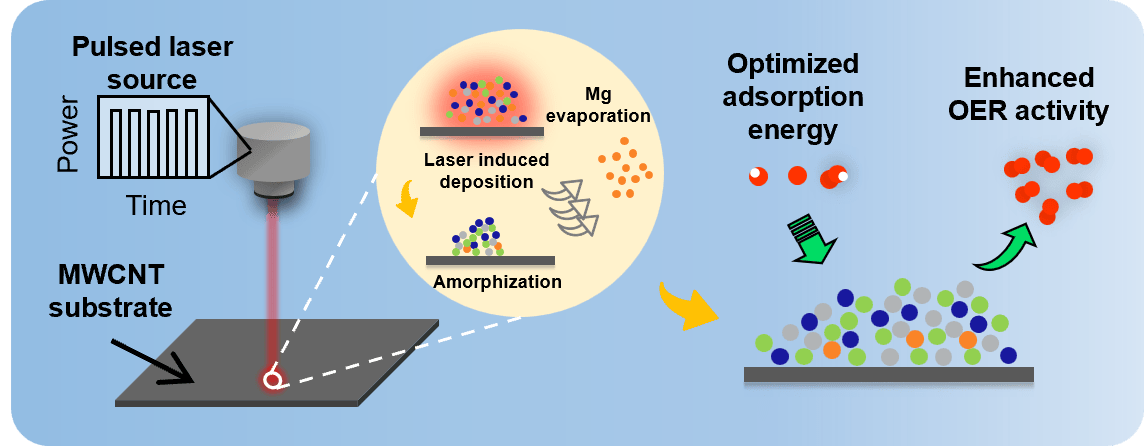 Pulsed laser
source
Power
Time
MWCNT
substrate
Mg
evaporation
Laser induced
deposition
Amorphization
Optimized
adsorption
energy
Enhanced
OER activity